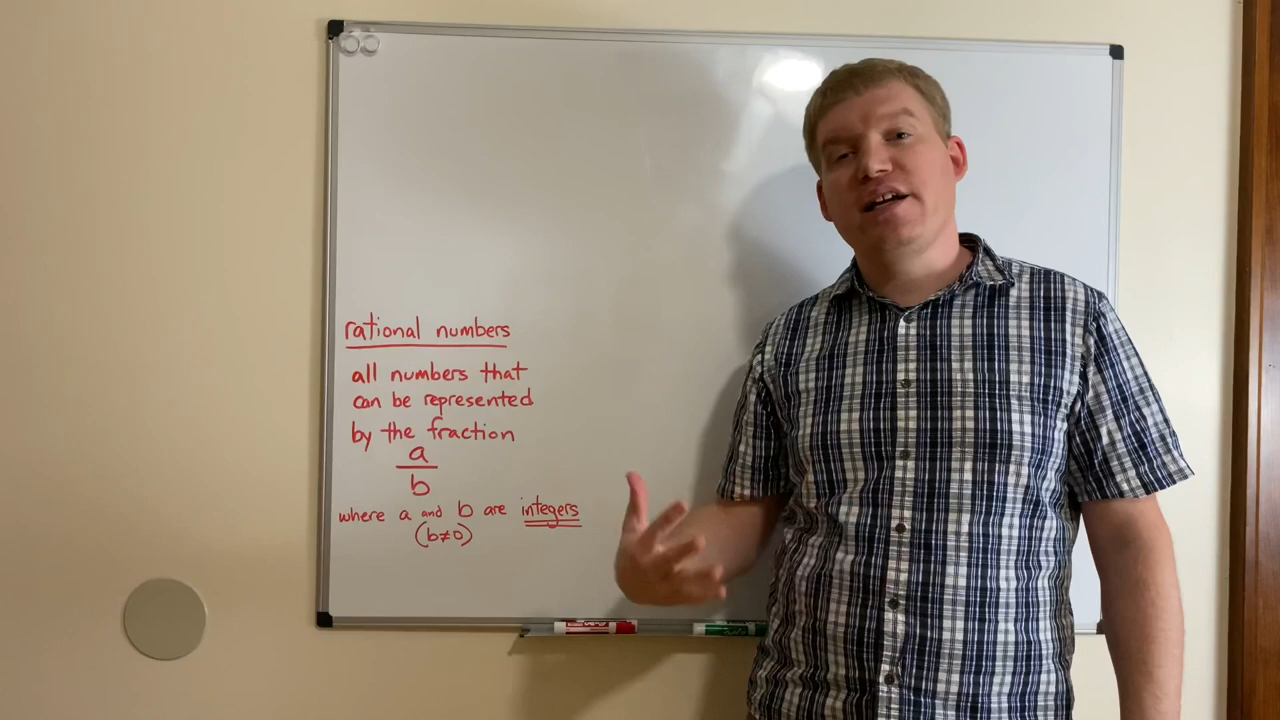 rational numbers
all numbers that
can be represented
by the fraction
a
b
where a and b are integers
(b≠0)